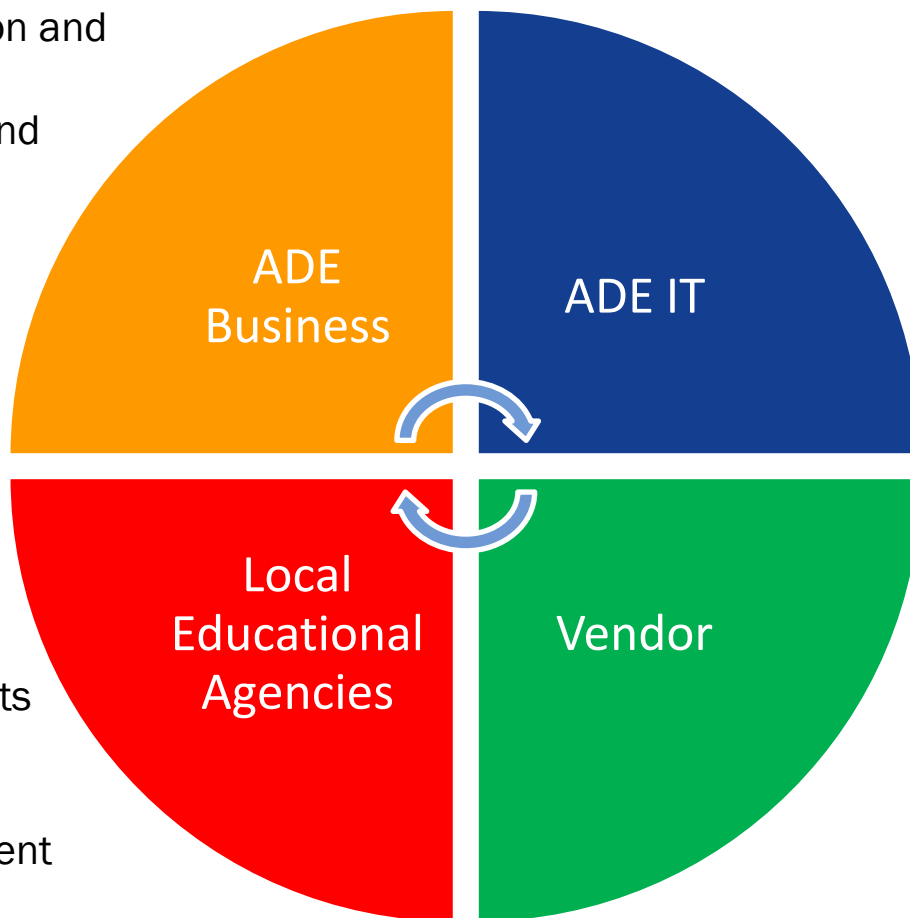 on and
nd
ADE
Business
ADE IT
Local
Educational
Agencies
Vendor
ts
ent